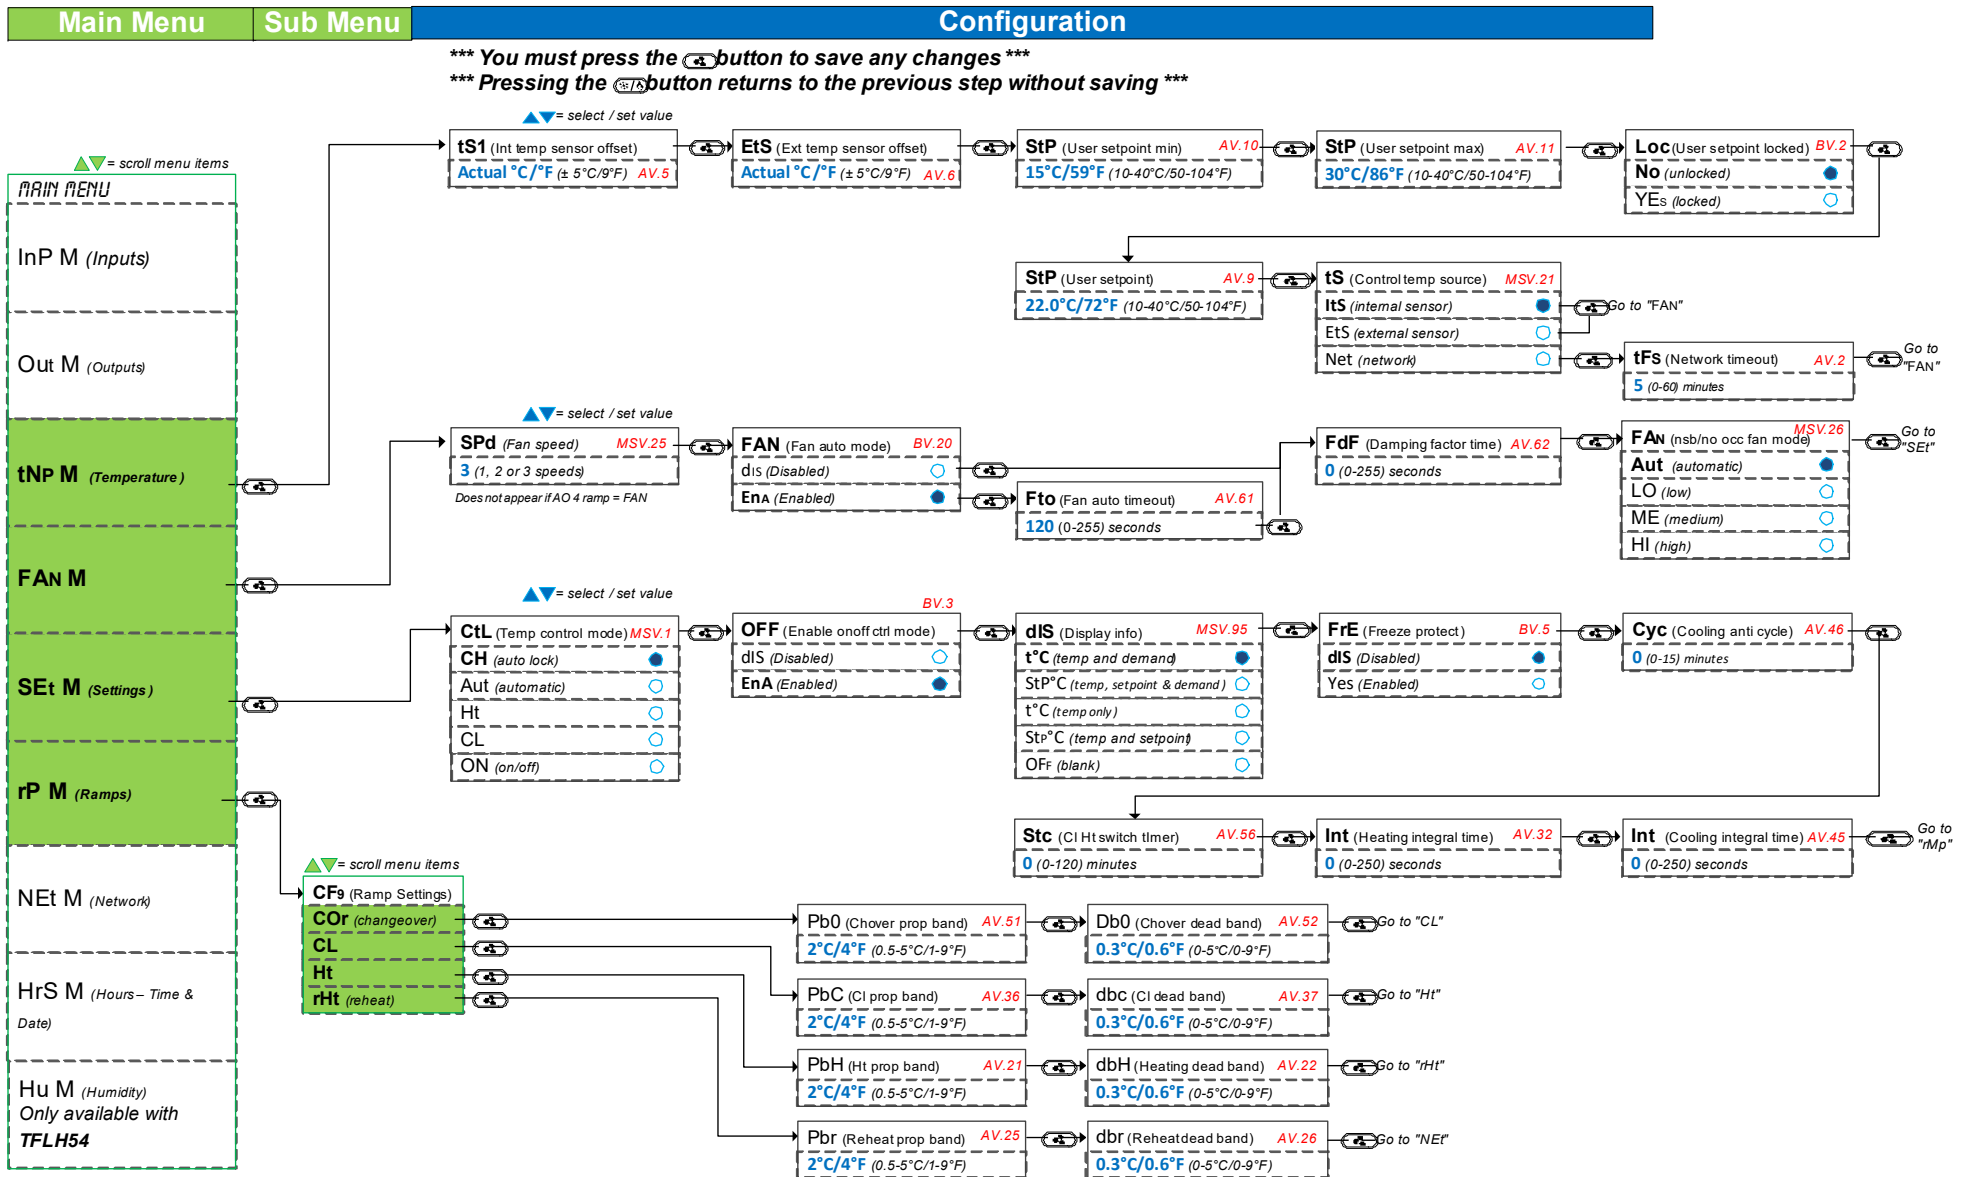 Main Menu
Sub Menu
Configuration
*** You must press the button to save any changes ***
*** Pressing the button returns to the previous step without saving ***
= scroll menu items
MAIN MENU
InP M (Inputs)
Out M (Outputs)
tNP M (Temperature)
FAN M
SEt M (Settings)
rP M (Ramps)
NEt M (Network)
HrS M (Hours – Time &
Date)
Hu M (Humidity)
Only available with
TFLH54
= select / set value
tS1 (Int temp sensor offset)
Actual °C/°F (± 5°C/9°F) AV.5
EtS (Ext temp sensor offset)
Actual °C/°F (± 5°C/9°F) AV.6
StP (User setpoint min) AV.10
15°C/59°F (10-40°C/50-104°F)
StP (User setpoint max) AV.11
30°C/86°F (10-40°C/50-104°F)
Loc (User setpoint locked) BV.2
No (unlocked)
YEs (locked)
StP (User setpoint) AV.9
22.0°C/72°F (10-40°C/50-104°F)
tS (Control temp source) MSV.21
ItS (internal sensor)
Go to "FAN"
EtS (external sensor)
Net (network)
tFs (Network timeout) AV.2
5 (0-60) minutes
Go to
"FAN"
= select / set value
SPd (Fan speed) MSV.25
3 (1, 2 or 3 speeds)
Does not appear if AO 4 ramp = FAN
FAN (Fan auto mode) BV.20
dIS (Disabled)
EnA (Enabled)
Fto (Fan auto timeout) AV.61
120 (0-255) seconds
FdF (Damping factor time) AV.62
0 (0-255) seconds
FAN (nsb/no occ fan mode) MSV.26
Aut (automatic)
LO (low)
ME (medium)
HI (high)
Go to
"SEt"
= select / set value
CtL (Temp control mode) MSV.1
CH (auto lock)
Aut (automatic)
Ht
CL
ON (on/off)
BV.3
OFF (Enable onoff ctrl mode)
dIS (Disabled)
EnA (Enabled)
dIS (Display info) MSV.95
t°C (temp and demand)
StP°C (temp, setpoint & demand)
t°C (temp only)
StP°C (temp and setpoint)
OFF (blank)
FrE (Freeze protect) BV.5
dIS (Disabled)
Yes (Enabled)
Cyc (Cooling anti cycle) AV.46
0 (0-15) minutes
Stc (Cl Ht switch tImer) AV.56
0 (0-120) minutes
Int (Heating integral time) AV.32
0 (0-250) seconds
Int (Cooling integral time) AV.45
0 (0-250) seconds
Go to
"rMp"
= scroll menu items
CF9 (Ramp Settings)
COr (changeover)
CL
Ht
rHt (reheat)
Pb0 (Chover prop band) AV.51
2°C/4°F (0.5-5°C/1-9°F)
Db0 (Chover dead band) AV.52
0.3°C/0.6°F (0-5°C/0-9°F)
Go to "CL"
PbC (Cl prop band) AV.36
2°C/4°F (0.5-5°C/1-9°F)
dbc (Cl dead band) AV.37
0.3°C/0.6°F (0-5°C/0-9°F)
Go to "Ht"
PbH (Ht prop band) AV.21
2°C/4°F (0.5-5°C/1-9°F)
dbH (Heating dead band) AV.22
0.3°C/0.6°F (0-5°C/0-9°F)
Go to "rHt"
Pbr (Reheat prop band) AV.25
2°C/4°F (0.5-5°C/1-9°F)
dbr (Reheat dead band) AV.26
0.3°C/0.6°F (0-5°C/0-9°F)
Go to "NEt"